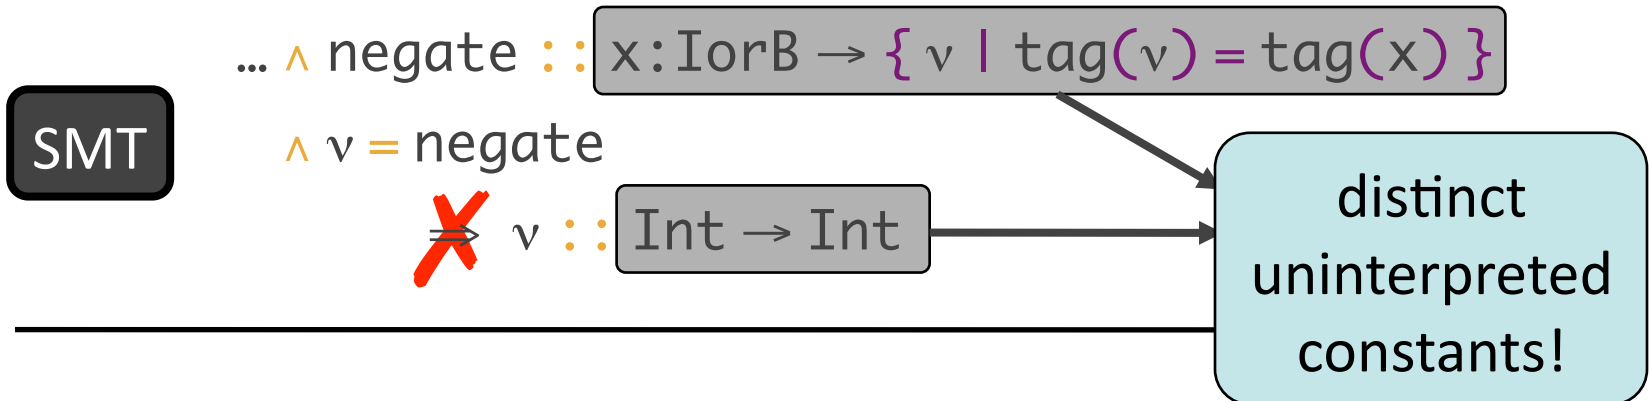 … ∧ negate :: x:IorB → { ν | tag(ν) = tag(x) }
SMT
∧ ν = negate
⇒ ν :: Int → Int
distinct
uninterpreted
constants!